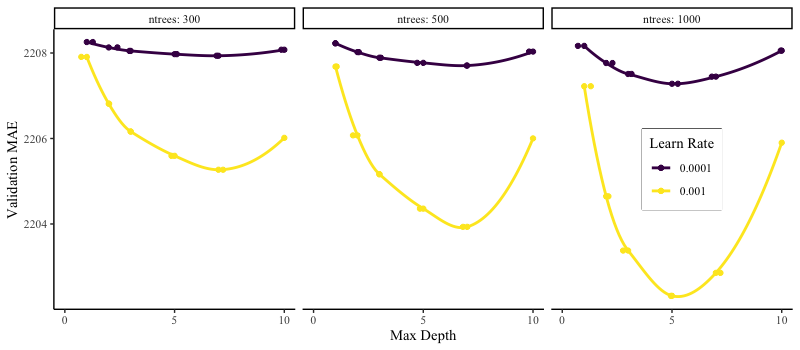 ntrees: 300
ntrees: 500
ntrees: 1000
Validation MAE
2208
2206
2204
Learn Rate
0.0001
0.001
0 5 10
0 5 10
0 5 10
Max Depth